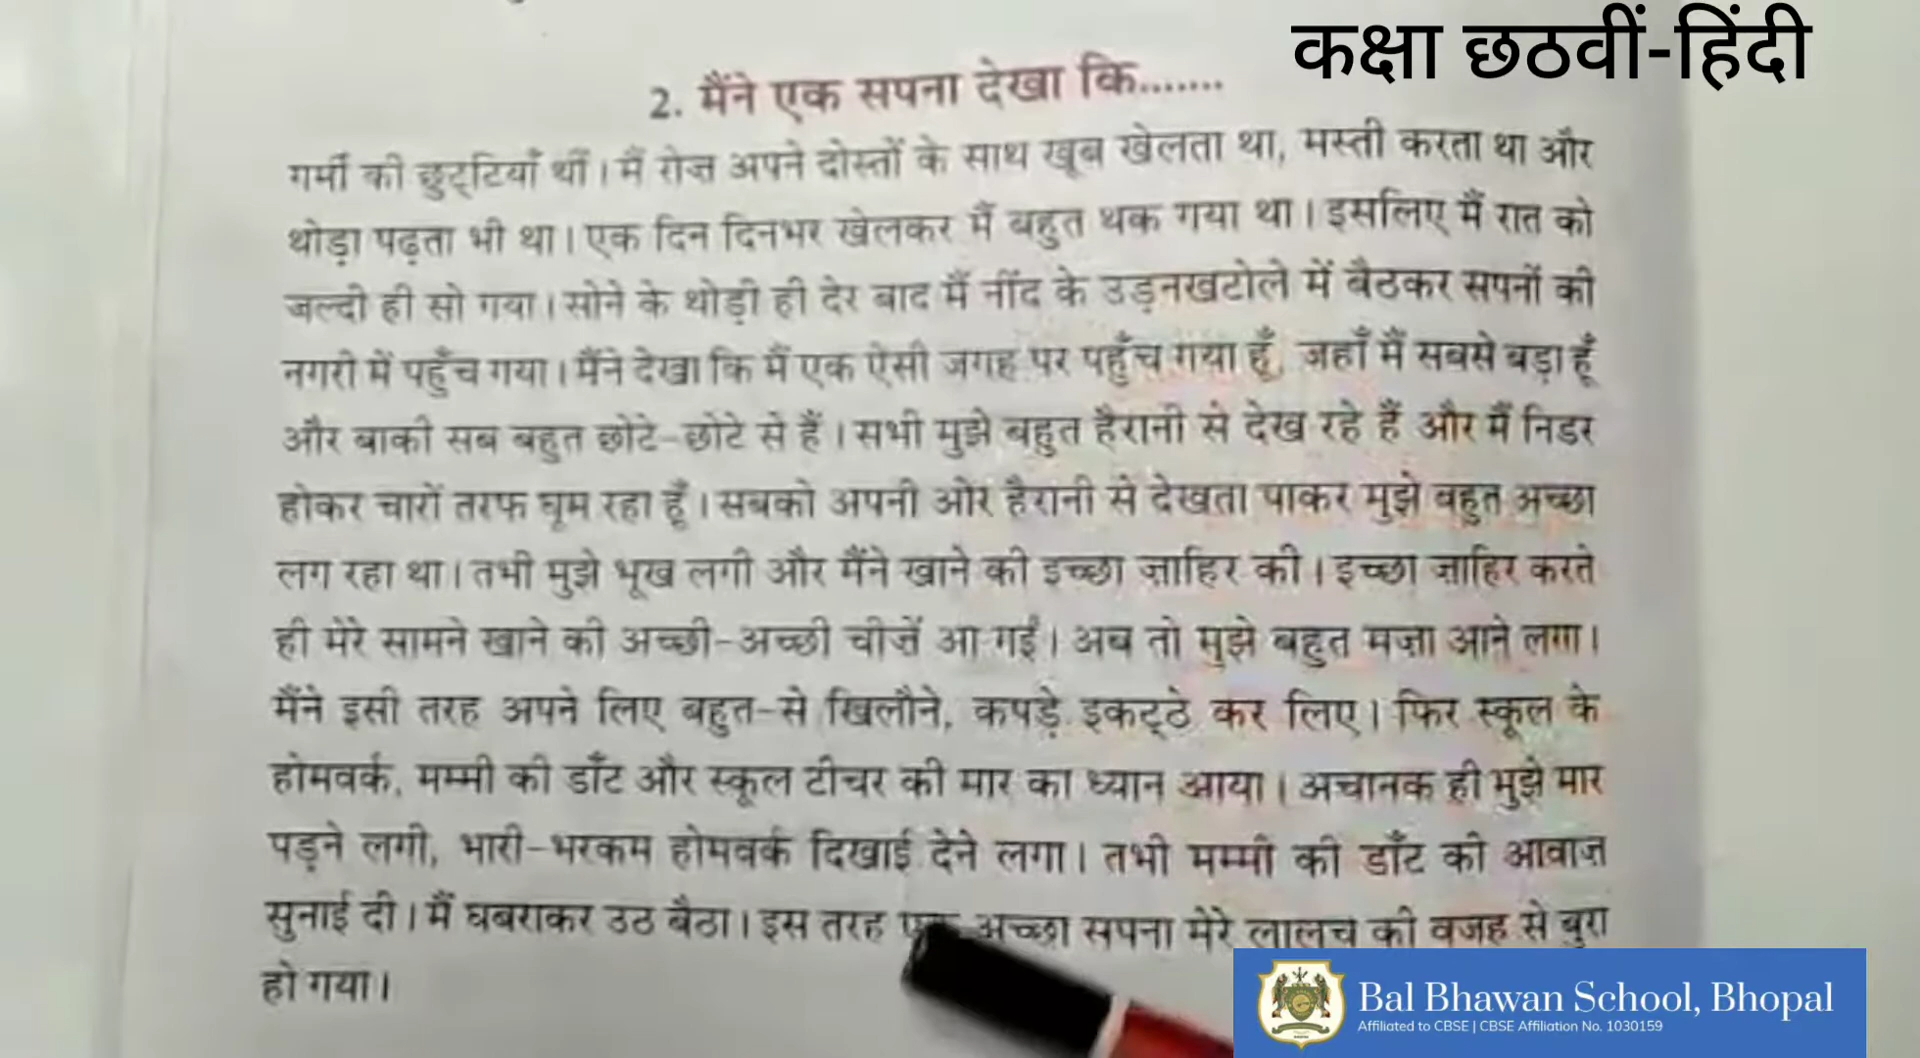 कक्षा छठवीं-हिंदी
2. मैंने एक सपना देखा कि.......
गर्मी की छुट्टियाँ थीं। मैं रोज़ अपने दोस्तों के साथ खूब खेलता था, मस्ती करता था और
थोड़ा पढ़ता भी था। एक दिन दिनभर खेलकर मैं बहुत थक गया था। इसलिए मैं रात को
जल्दी ही सो गया। सोने के थोड़ी ही देर बाद मैं नींद के उड़नखटोले में बैठकर सपनों की
नगरी में पहुँच गया। मैंने देखा कि मैं एक ऐसी जगह पर पहुँच गया हूँ, जहाँ मैं सबसे बड़ा हूँ
और बाकी सब बहुत छोटे-छोटे से हैं। सभी मुझे बहुत हैरानी से देख रहे हैं और मैं निडर
होकर चारों तरफ घूम रहा हूँ। सबको अपनी ओर हैरानी से देखता पाकर मुझे बहुत अच्छा
लग रहा था। तभी मुझे भूख लगी और मैंने खाने की इच्छा ज़ाहिर की। इच्छा ज़ाहिर करते
ही मेरे सामने खाने की अच्छी-अच्छी चीज़ें आ गईं। अब तो मुझे बहुत मज़ा आने लगा।
मैंने इसी तरह अपने लिए बहुत-से खिलौने, कपड़े इकट्ठे कर लिए। फिर स्कूल के
होमवर्क, मम्मी की डाँट और स्कूल टीचर की मार का ध्यान आया। अचानक ही मुझे मार
पड़ने लगी, भारी-भरकम होमवर्क दिखाई देने लगा। तभी मम्मी की डाँट की आवाज़
सुनाई दी। मैं घबराकर उठ बैठा। इस तरह अच्छा सपना मेरे लालच की वजह से बुरा
हो गया।
Bal Bhawan School, Bhopal
Affiliated to CBSE | CBSE Affiliation No. 1030159